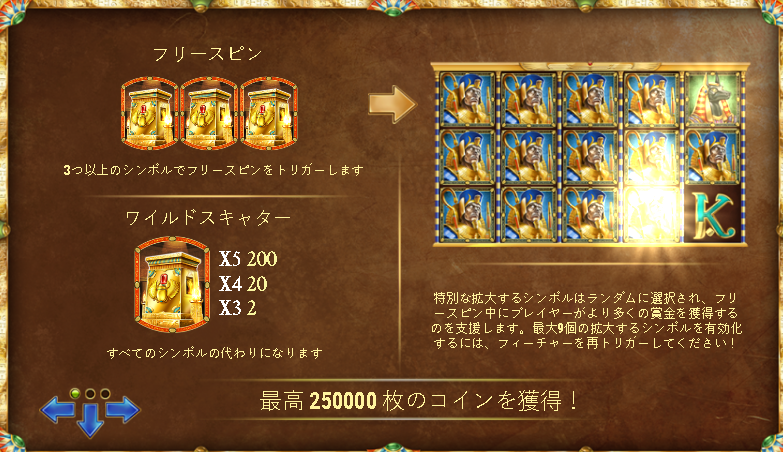 フリースピン
3つ以上のシンボルでフリースピンをトリガーします
ワイルドスキャター
X5 200
X4 20
X3 2
すべてのシンボルの代わりになります
K
特別な拡大するシンボルはランダムに選択され、フリ
ースピン中にプレイヤーがより多くの賞金を獲得する
のを支援します。最大9個の拡大するシンボルを有効化
するには、フィーチャーを再トリガーしてください！
最高 250000 枚のコインを獲得！